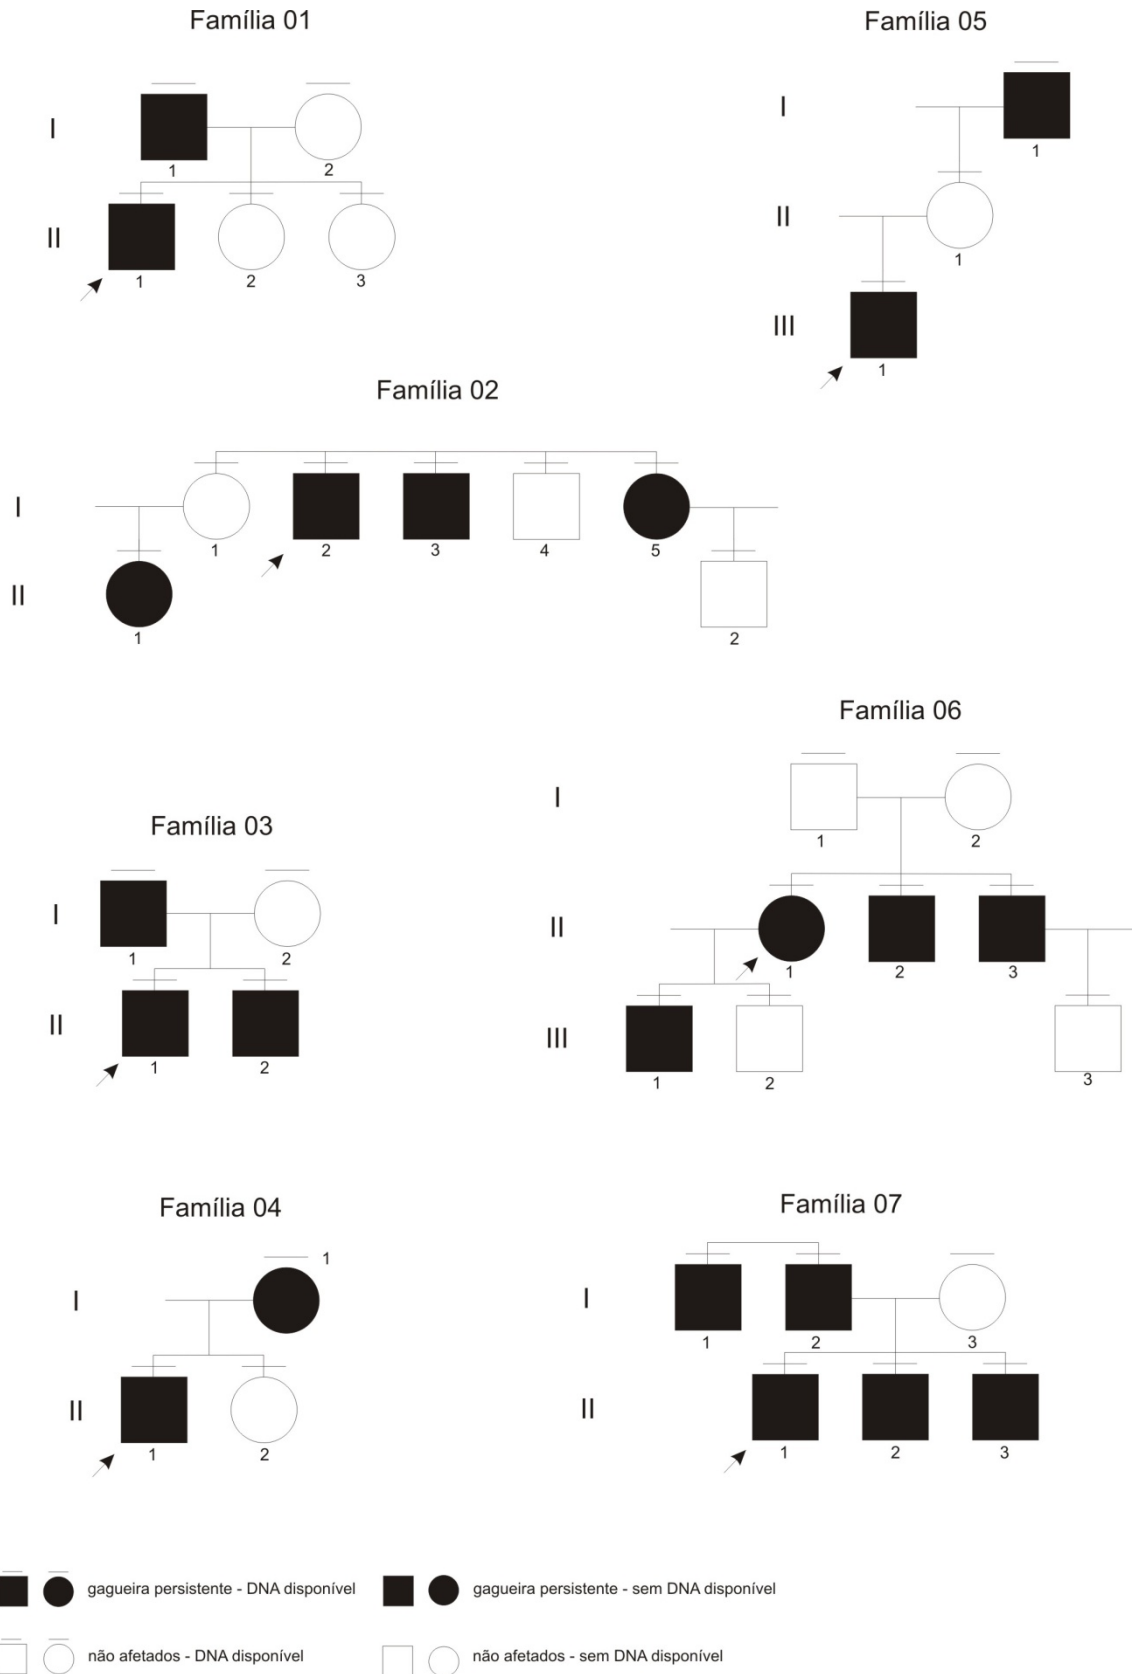 Família 01
I
1
2
II
1
2
3
Família 05
I
1
II
1
III
1
Família 02
I
1
2
3
4
5
II
1
2
Família 03
I
1
2
II
1
2
Família 06
I
1
2
II
1
2
3
III
1
2
3
Família 04
I
1
II
1
2
Família 07
I
1
2
3
II
1
2
3
gagueira persistente - DNA disponível
gagueira persistente - sem DNA disponível
não afetados - DNA disponível
não afetados - sem DNA disponível